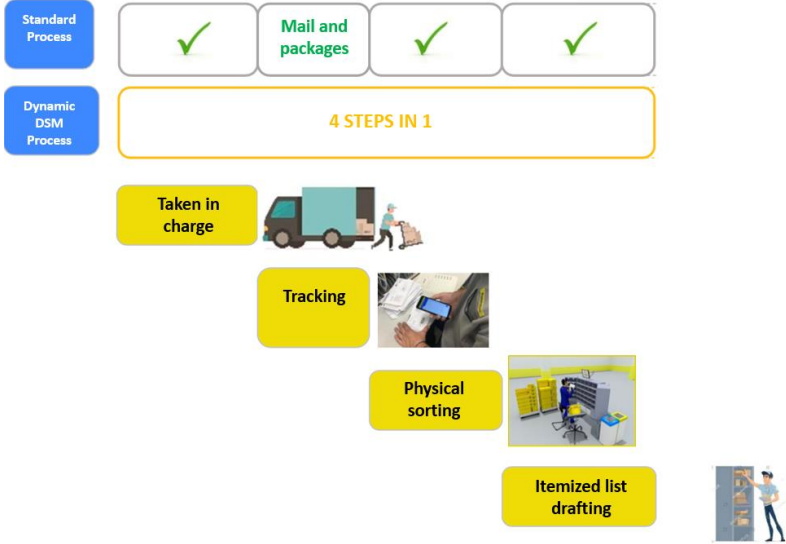 Standard
Process
Mail and
packages
Dynamic
DSM
Process
4 STEPS IN 1
Taken in
charge
Tracking
Physical
sorting
Itemized list
drafting